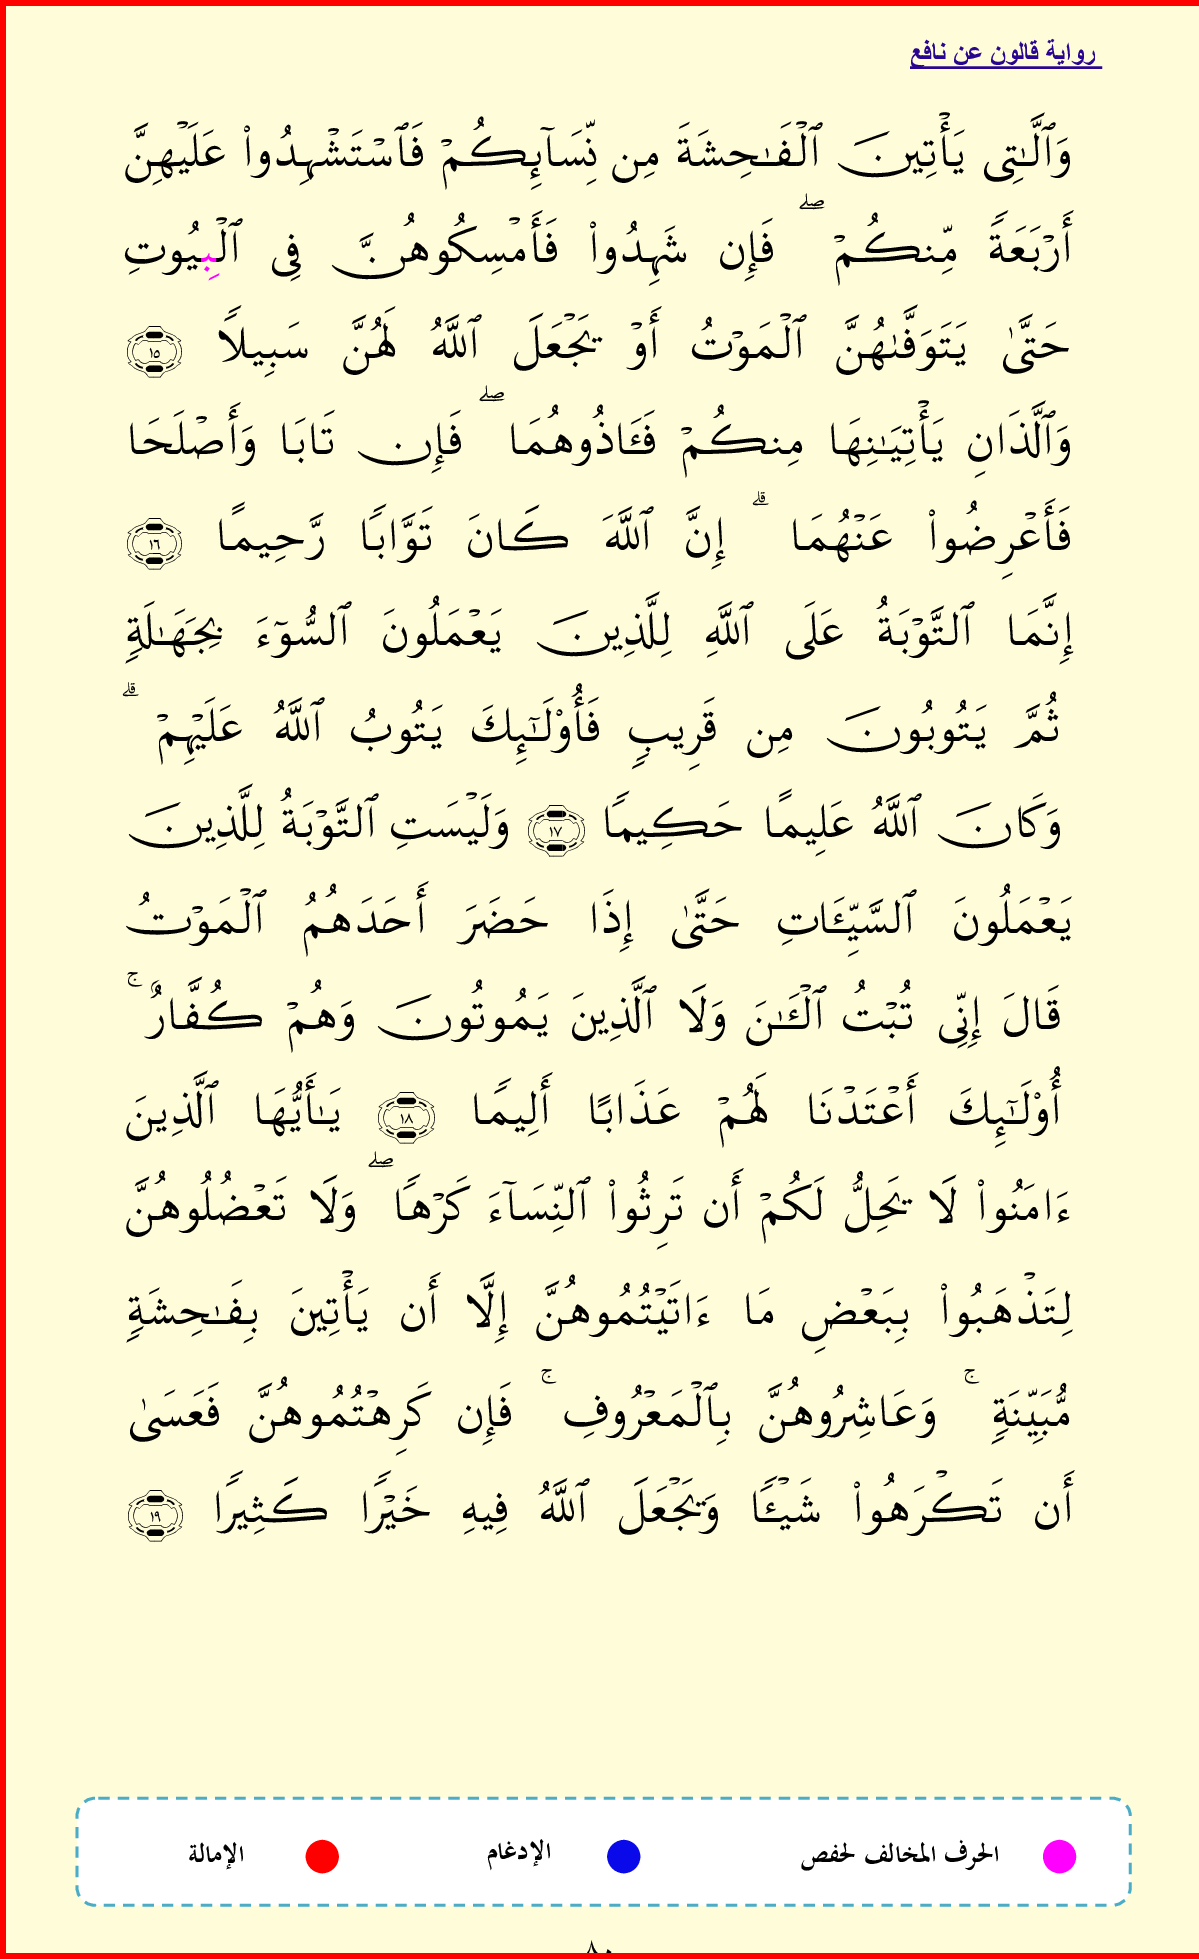 رواية قالون عن نافع
وَٱلَّٰتِى يَأْتِينَ ٱلْفَٰحِشَةَ مِن نِّسَآئِكُمْ فَٱسْتَشْهِدُوا۟ عَلَيْهِنَّ
أَرْبَعَةً مِّنكُمْ ۖ فَإِن شَهِدُوا۟ فَأَمْسِكُوهُنَّ فِى ٱلْبِيُوتِ
حَتَّىٰ يَتَوَفَّىٰهُنَّ ٱلْمَوْتُ أَوْ يَجْعَلَ ٱللَّهُ لَهُنَّ سَبِيلًا ١٥
وَٱلَّذَانِ يَأْتِيَٰنِهَا مِنكُمْ فَـَٔاذُوهُمَا ۖ فَإِن تَابَا وَأَصْلَحَا
فَأَعْرِضُوا۟ عَنْهُمَا ۗ إِنَّ ٱللَّهَ كَانَ تَوَّابًا رَّحِيمًا ١٦
إِنَّمَا ٱلتَّوْبَةُ عَلَى ٱللَّهِ لِلَّذِينَ يَعْمَلُونَ ٱلسُّوٓءَ بِجَهَٰلَةٍ
ثُمَّ يَتُوبُونَ مِن قَرِيبٍ فَأُو۟لَٰٓئِكَ يَتُوبُ ٱللَّهُ عَلَيْهِمْ ۗ
وَكَانَ ٱللَّهُ عَلِيمًا حَكِيمًا ١٧ وَلَيْسَتِ ٱلتَّوْبَةُ لِلَّذِينَ
يَعْمَلُونَ ٱلسَّيِّـَٔاتِ حَتَّىٰ إِذَا حَضَرَ أَحَدَهُمُ ٱلْمَوْتُ
قَالَ إِنِّى تُبْتُ ٱلْـَٰٔنَ وَلَا ٱلَّذِينَ يَمُوتُونَ وَهُمْ كُفَّارٌ ۚ
أُو۟لَٰٓئِكَ أَعْتَدْنَا لَهُمْ عَذَابًا أَلِيمًا ١٨ يَٰأَيُّهَا ٱلَّذِينَ
ءَامَنُوا۟ لَا يَحِلُّ لَكُمْ أَن تَرِثُوا۟ ٱلنِّسَآءَ كَرْهًا ۖ وَلَا تَعْضُلُوهُنَّ
لِتَذْهَبُوا۟ بِبَعْضِ مَا ءَاتَيْتُمُوهُنَّ إِلَّا أَن يَأْتِينَ بِفَٰحِشَةٍ
مُّبَيِّنَةٍ ۚ وَعَاشِرُوهُنَّ بِٱلْمَعْرُوفِ ۚ فَإِن كَرِهْتُمُوهُنَّ فَعَسَىٰ
أَن تَكْرَهُوا۟ شَيْـًٔا وَيَجْعَلَ ٱللَّهُ فِيهِ خَيْرًا كَثِيرًا ١٩
الحرف المخالف لحفص الإدغام الإمالة
٨٠